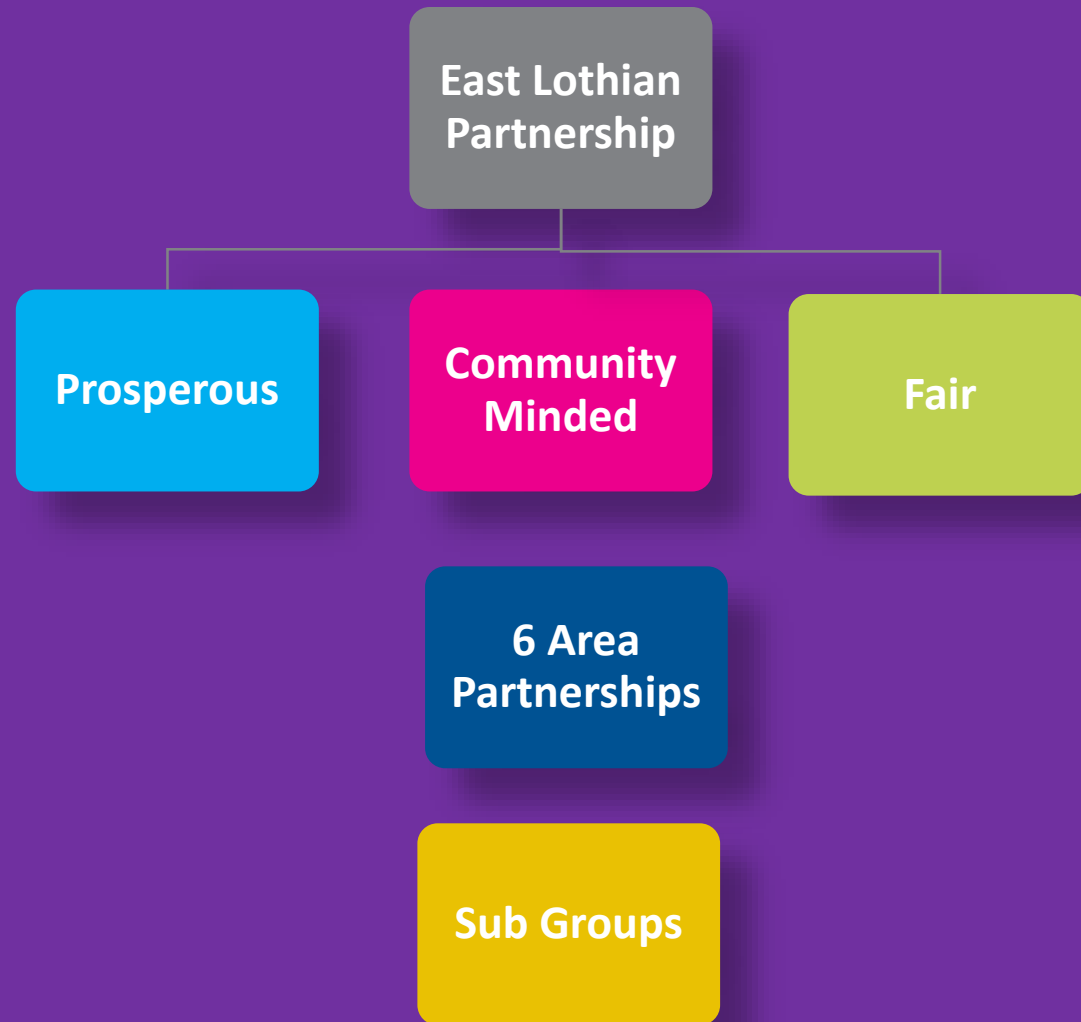 East Lothian
Partnership
Prosperous
Community
Minded
Fair
6 Area
Partnerships
Sub Groups